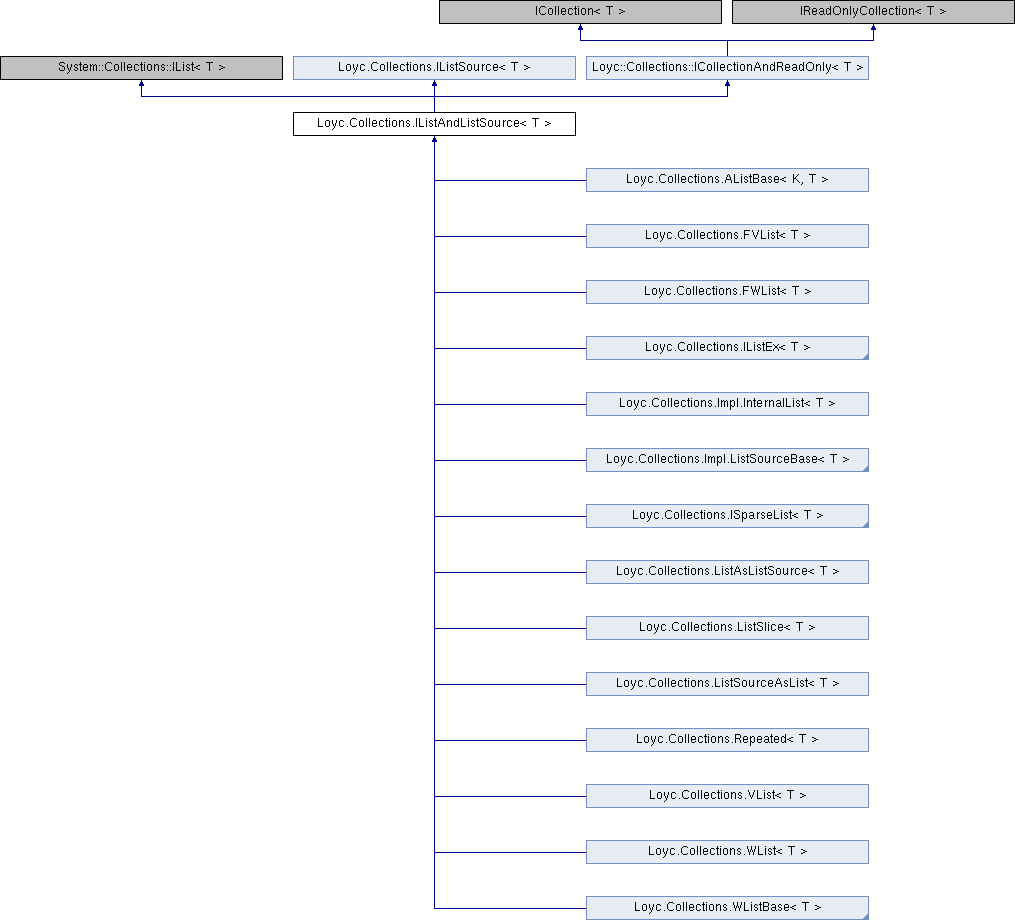 ICollection< T >
IReadOnlyCollection< T >
System::Collections::IList< T >
Loyc.Collections.IListSource< T >
Loyc::Collections::ICollectionAndReadOnly< T >
Loyc.Collections.IListAndListSource< T >
Loyc.Collections.AListBase< K, T >
Loyc.Collections.FVList< T >
Loyc.Collections.FWList< T >
Loyc.Collections.IListEx< T >
Loyc.Collections.Impl.InternalList< T >
Loyc.Collections.Impl.ListSourceBase< T >
Loyc.Collections.ISparseList< T >
Loyc.Collections.ListAsListSource< T >
Loyc.Collections.ListSlice< T >
Loyc.Collections.ListSourceAsList< T >
Loyc.Collections.Repeated< T >
Loyc.Collections.VList< T >
Loyc.Collections.WList< T >
Loyc.Collections.WListBase< T >